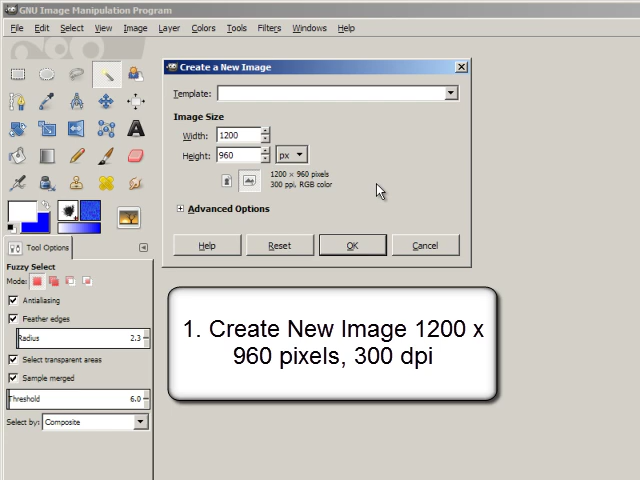 GNU Image Manipulation Program
File Edit Select View Image Layer Colors Tools Filters Windows Help
Create a New Image
Template:
Image Size
Width: 1200
Height: 960 px
1200 × 960 pixels
300 ppi, RGB color
Advanced Options
Help Reset OK Cancel
Tool Options
Fuzzy Select
Mode:
Antialiasing
Feather edges
Radius 2.3
Select transparent areas
Sample merged
Threshold 6.0
Select by: Composite
1. Create New Image 1200 x
960 pixels, 300 dpi